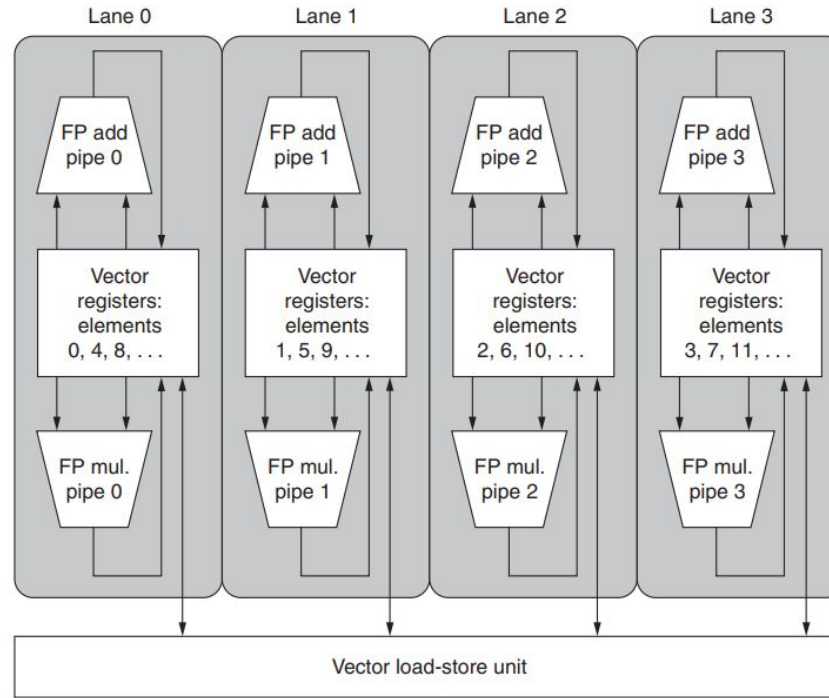 Lane 0
Lane 1
Lane 2
Lane 3
FP add
pipe 0
FP add
pipe 1
FP add
pipe 2
FP add
pipe 3
Vector
registers:
elements
0, 4, 8, . . .
Vector
registers:
elements
1, 5, 9, . . .
Vector
registers:
elements
2, 6, 10, . . .
Vector
registers:
elements
3, 7, 11, . . .
FP mul.
pipe 0
FP mul.
pipe 1
FP mul.
pipe 2
FP mul.
pipe 3
Vector load-store unit